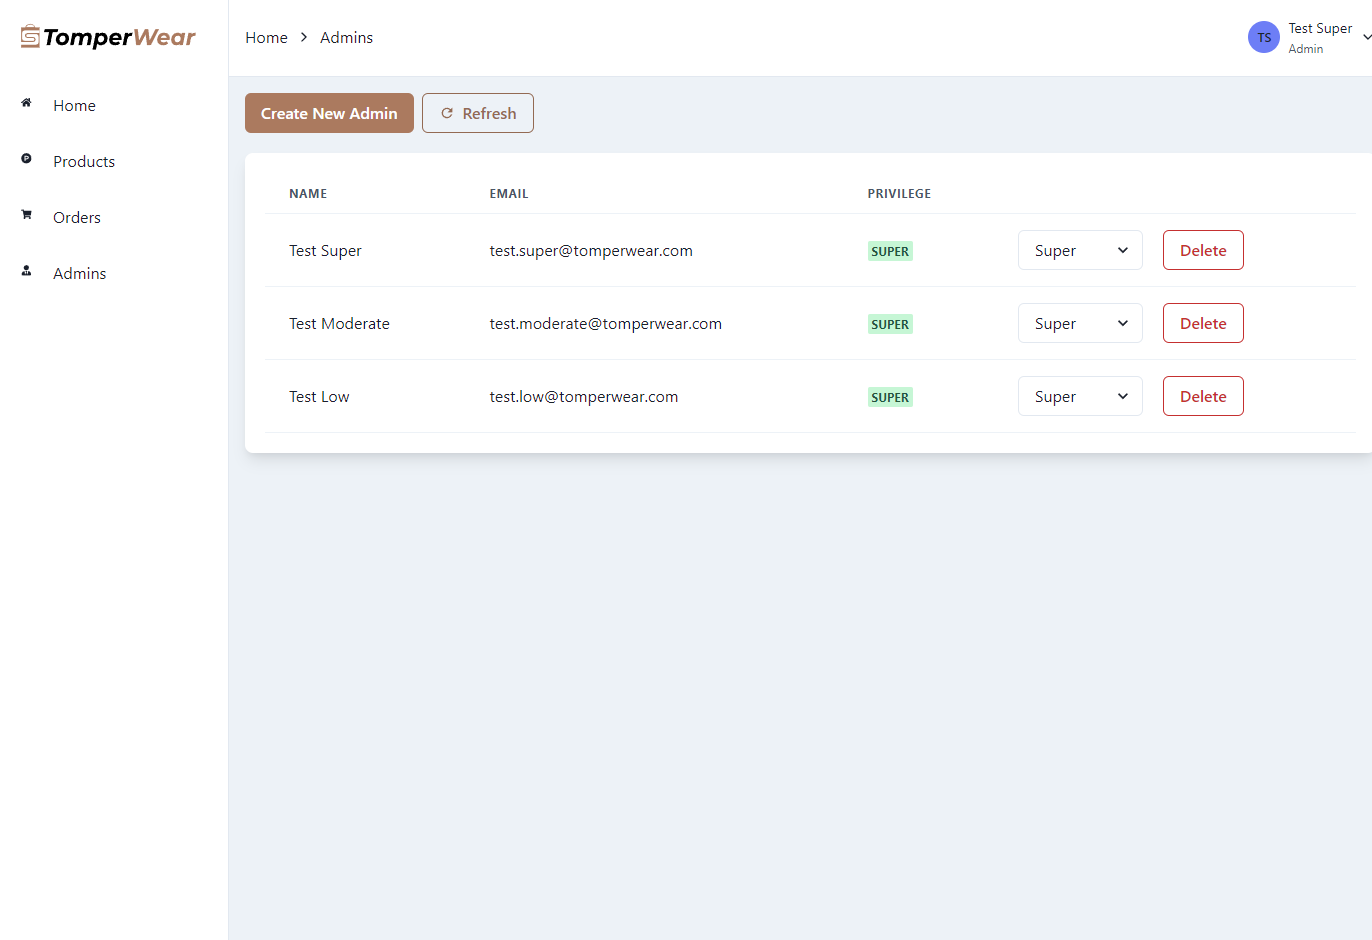 TomperWear
Home
Products
Orders
Admins
Home > Admins
TS
Test Super
Admin
Create New Admin
Refresh
NAME EMAIL PRIVILEGE
Test Super test.super@tomperwear.com SUPER Super Delete
Test Moderate test.moderate@tomperwear.com SUPER Super Delete
Test Low test.low@tomperwear.com SUPER Super Delete